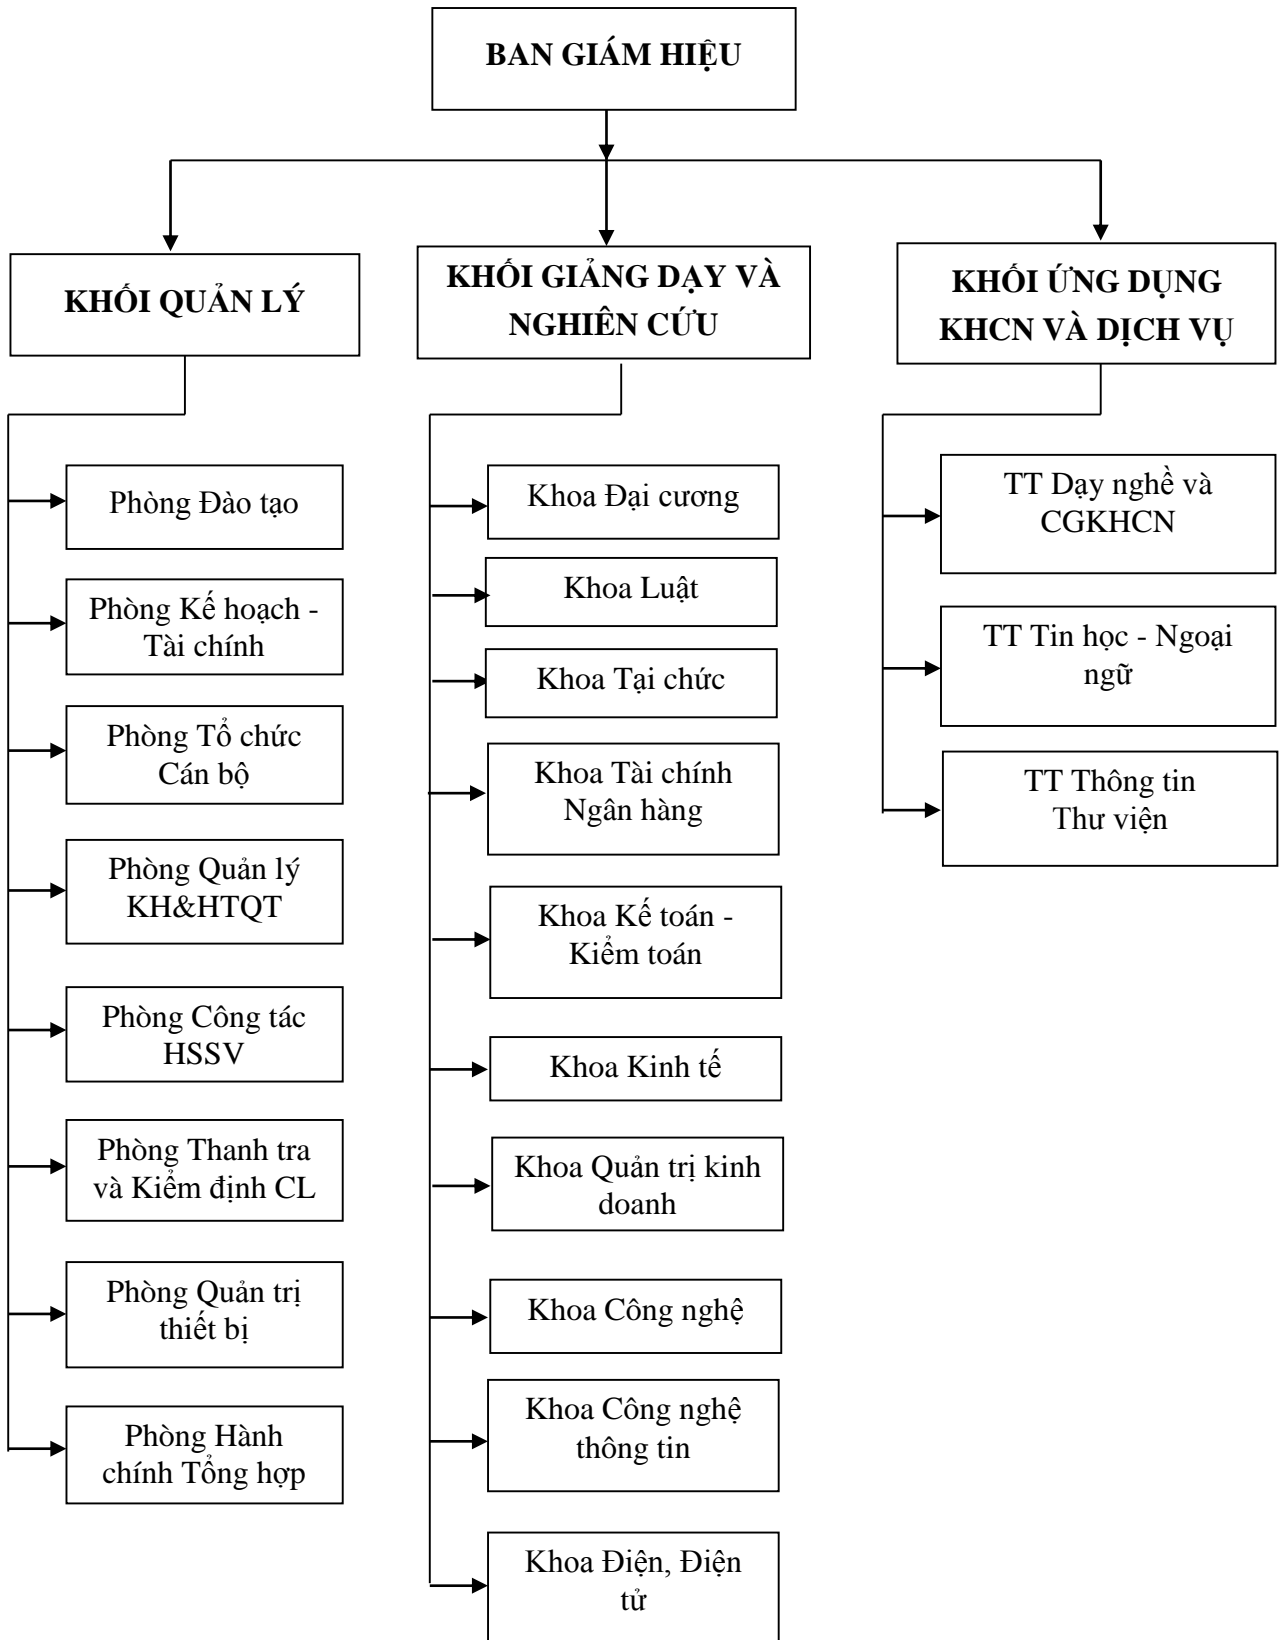 BAN GIÁM HIỆU
KHỐI QUẢN LÝ
KHỐI GIẢNG DẠY VÀ
NGHIÊN CỨU
KHỐI ỨNG DỤNG
KHCN VÀ DỊCH VỤ
Phòng Đào tạo
Phòng Kế hoạch -
Tài chính
Phòng Tổ chức
Cán bộ
Phòng Quản lý
KH&HTQT
Phòng Công tác
HSSV
Phòng Thanh tra
và Kiểm định CL
Phòng Quản trị
thiết bị
Phòng Hành
chính Tổng hợp
Khoa Đại cương
Khoa Luật
Khoa Tại chức
Khoa Tài chính
Ngân hàng
Khoa Kế toán -
Kiểm toán
Khoa Kinh tế
Khoa Quản trị kinh
doanh
Khoa Công nghệ
Khoa Công nghệ
thông tin
Khoa Điện, Điện
tử
TT Dạy nghề và
CGKHCN
TT Tin học - Ngoại
ngữ
TT Thông tin
Thư viện